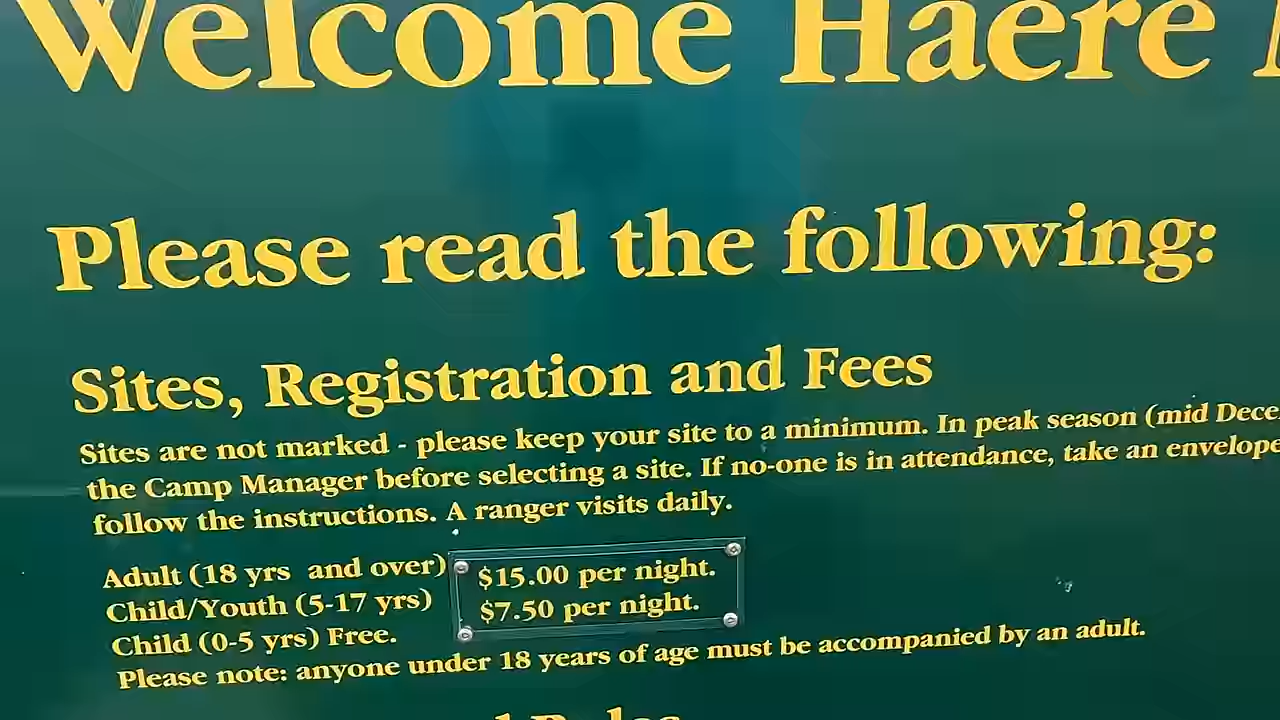 Welcome Haere
Please read the following:
Sites, Registration and Fees
Sites are not marked - please keep your site to a minimum. In peak season (mid Dece
the Camp Manager before selecting a site. If no-one is in attendance, take an envelope
follow the instructions. A ranger visits daily.
Adult (18 yrs and over) $15.00 per night.
Child/Youth (5-17 yrs) $7.50 per night.
Child (0-5 yrs) Free.
Please note: anyone under 18 years of age must be accompanied by an adult.